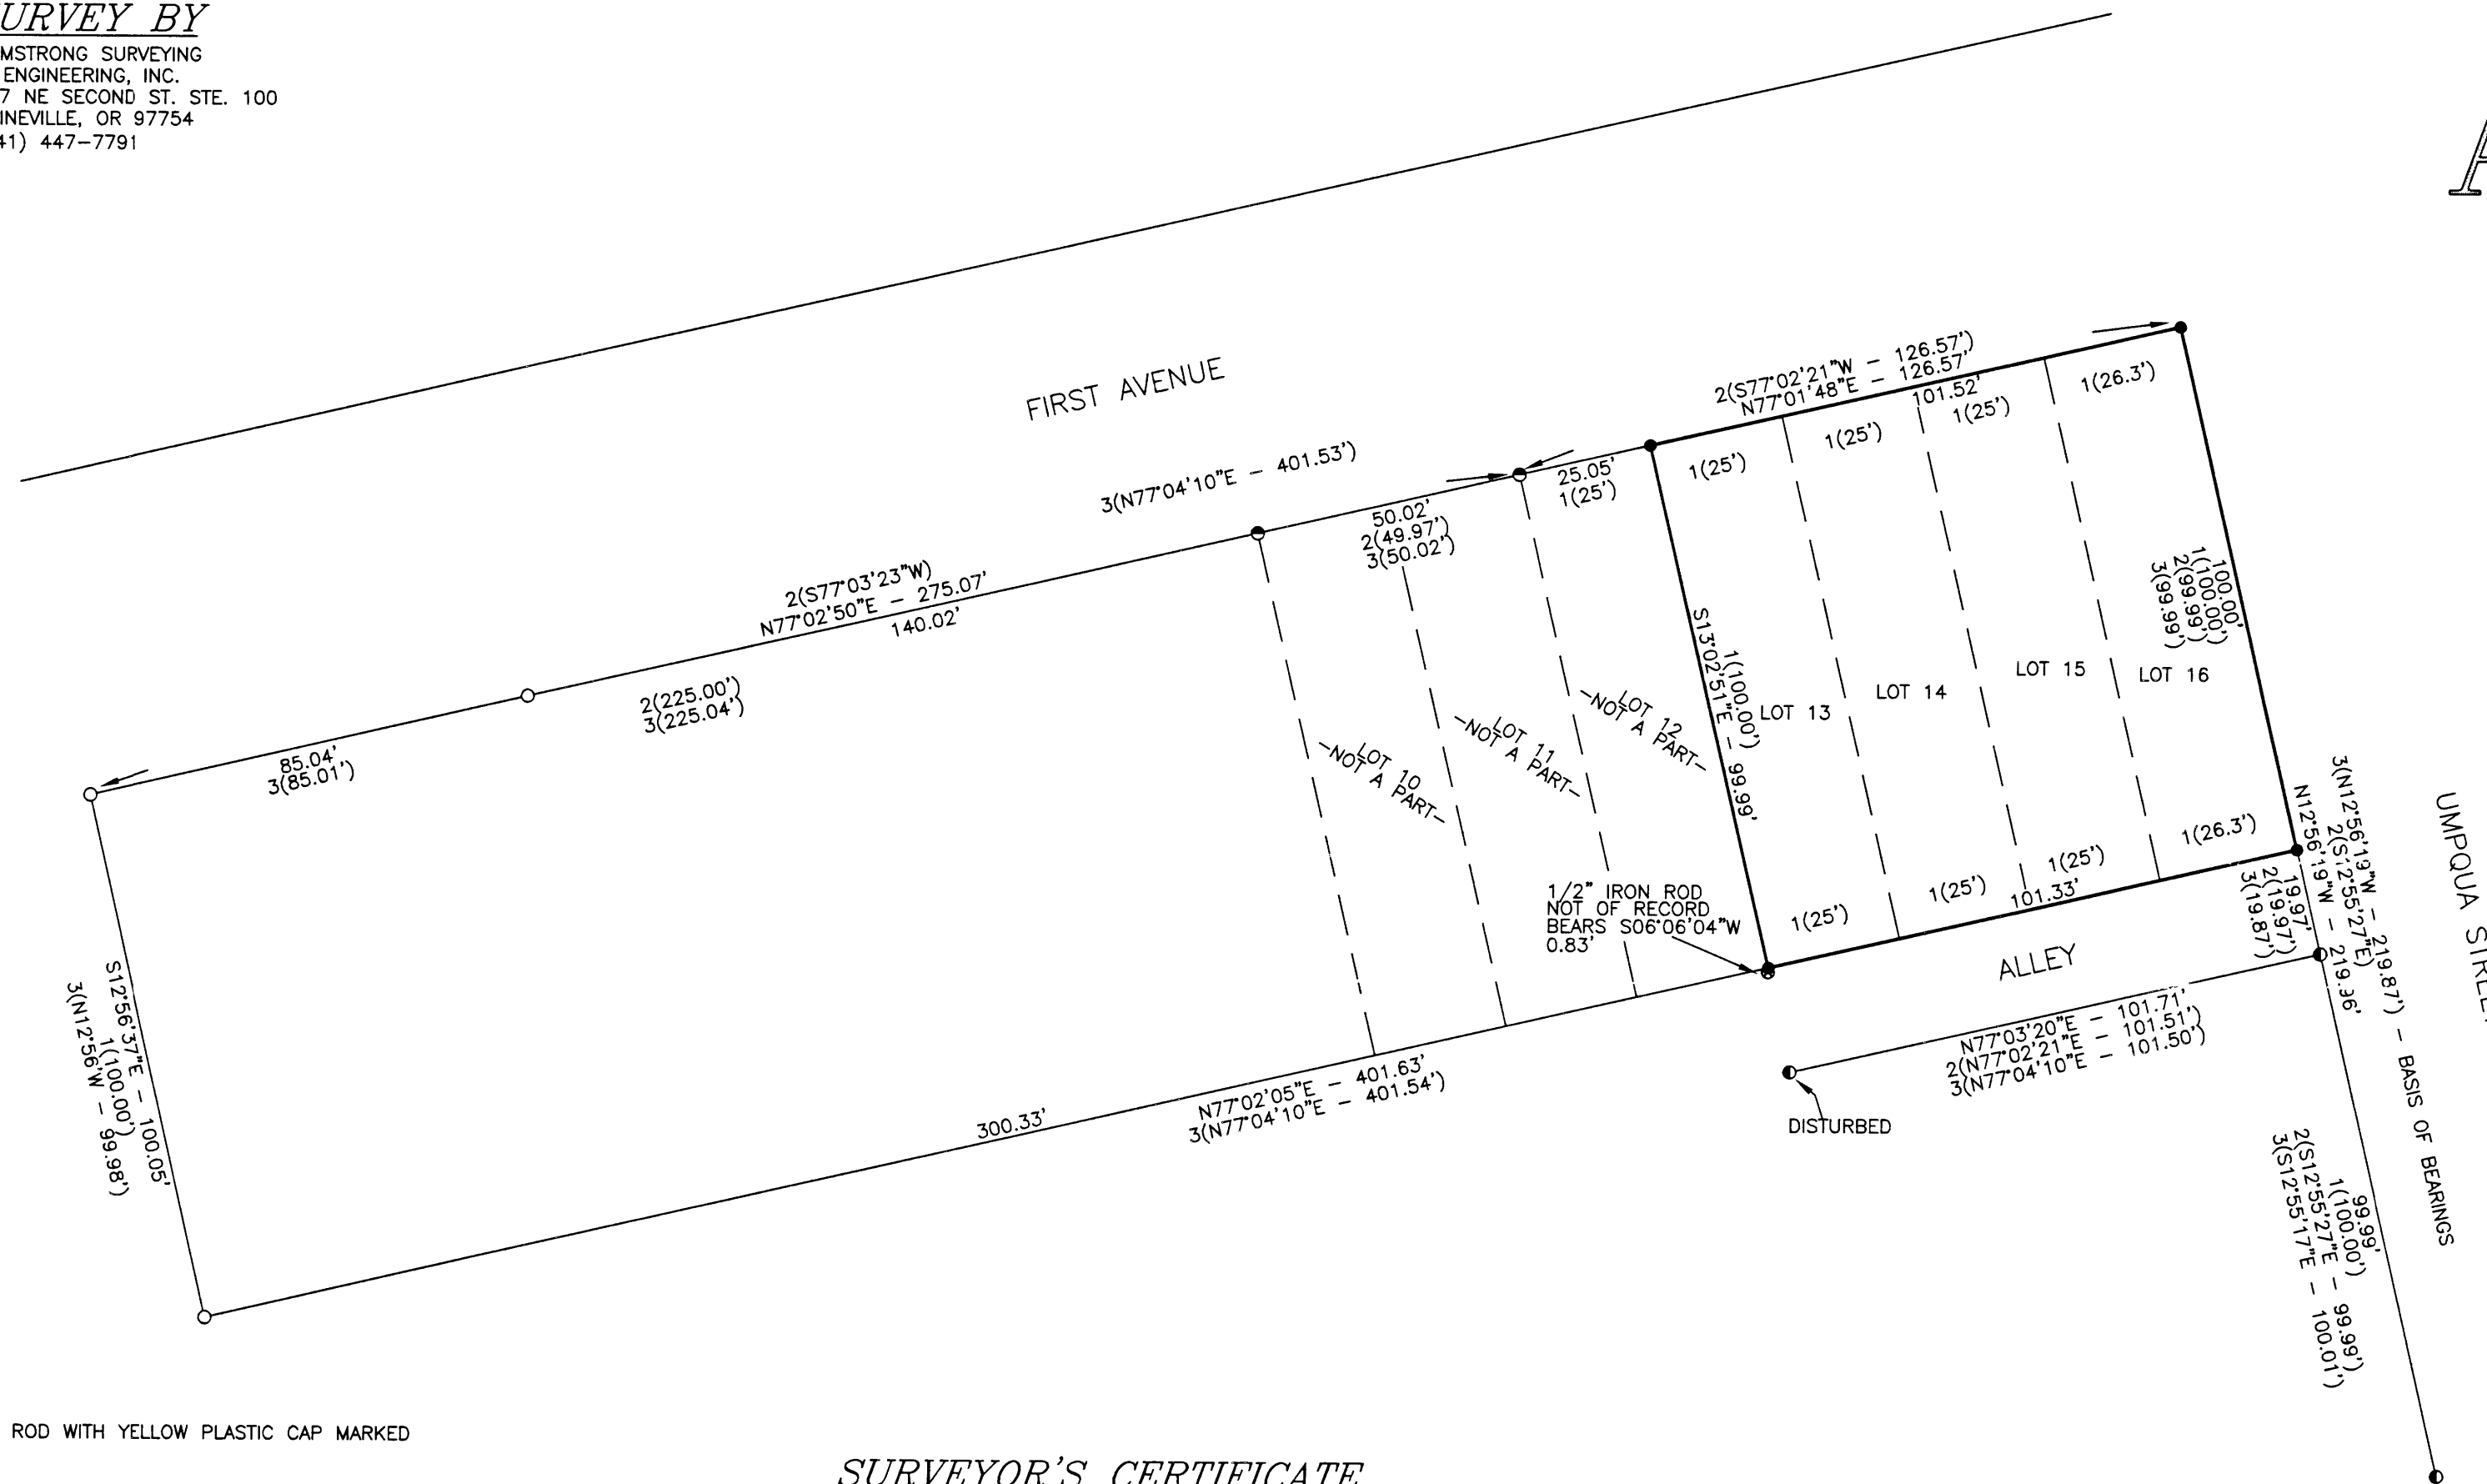 URVEY BY
MSTRONG SURVEYING
ENGINEERING, INC.
7 NE SECOND ST. STE. 100
INEVILLE, OR 97754
41) 447-7791
A
FIRST AVENUE
2(S77°02'21"W - 126.57')
N77°01'48"E - 126.57'
101.52'
1(25')
1(25')
1(25')
1(26.3')
3(N77°04'10"E - 401.53')
25.05'
1(25')
50.02'
2(49.97')
3(50.02')
2(S77°03'23"W)
N77°02'50"E - 275.07'
140.02'
2(225.00')
3(225.04')
85.04'
3(85.01')
100.00'
1(100.00')
2(99.99')
3(99.99')
1(100.00')
S13°02'51"E - 99.99'
LOT 10
-NOT A PART-
LOT 11
-NOT A PART-
LOT 12
-NOT A PART-
LOT 13
LOT 14
LOT 15
LOT 16
1/2" IRON ROD
NOT OF RECORD
BEARS S06°06'04"W
0.83'
1(25')
1(25')
1(25')
1(26.3')
101.33'
ALLEY
19.97'
2(19.97')
3(19.87')
3(N12°56'19"W - 219.87') - BASIS OF BEARINGS
2(S12°55'27"E)
N12°56'19"W - 219.96'
UMPQUA STREE
N77°03'20"E - 101.71'
2(N77°02'21"E - 101.51')
3(N77°04'10"E - 101.50')
DISTURBED
S12°56'37"E - 100.05'
1(100.00')
3(N12°56'W - 99.98')
300.33'
N77°02'05"E - 401.63'
3(N77°04'10"E - 401.54')
99.99'
1(100.00')
2(S12°55'27"E - 99.99')
3(S12°55'17"E - 100.01')
ROD WITH YELLOW PLASTIC CAP MARKED
SURVEYOR'S CERTIFICATE